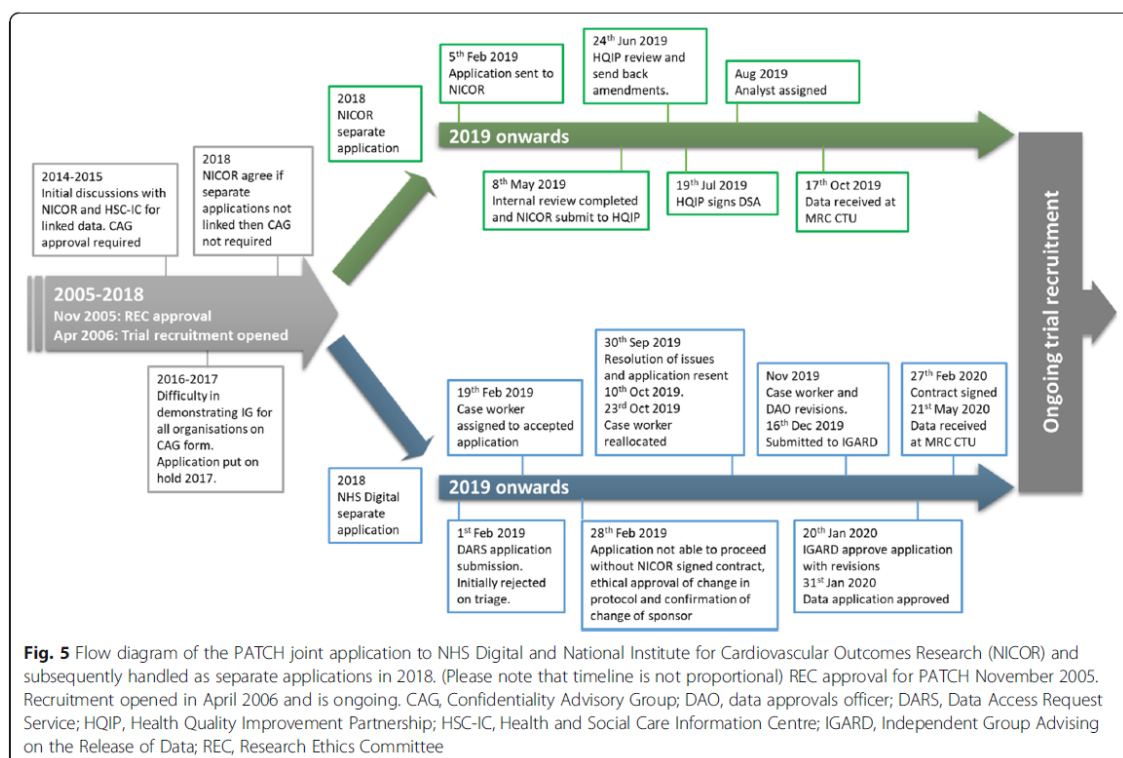 5th Feb 2019
Application sent to
NICOR
24th Jun 2019
HQIP review and
send back
amendments.
Aug 2019
Analyst assigned
2018
NICOR
separate
application
2019 onwards
8th May 2019
Internal review completed
and NICOR submit to HQIP
19th Jul 2019
HQIP signs DSA
17th Oct 2019
Data received at
MRC CTU
2014-2015
Initial discussions with
NICOR and HSC-IC for
linked data. CAG
approval required
2018
NICOR agree if
separate
applications not
linked then CAG
not required
2005-2018
Nov 2005: REC approval
Apr 2006: Trial recruitment opened
2016-2017
Difficulty in
demonstrating IG for
all organisations on
CAG form.
Application put on
hold 2017.
2018
NHS Digital
separate
application
19th Feb 2019
Case worker
assigned to accepted
application
30th Sep 2019
Resolution of issues
and application resent
10th Oct 2019.
23rd Oct 2019
Case worker
reallocated
Nov 2019
Case worker and
DAO revisions.
16th Dec 2019
Submitted to IGARD
27th Feb 2020
Contract signed
21st May 2020
Data received
at MRC CTU
2019 onwards
1st Feb 2019
DARS application
submission.
Initially rejected
on triage.
28th Feb 2019
Application not able to proceed
without NICOR signed contract,
ethical approval of change in
protocol and confirmation of
change of sponsor
20th Jan 2020
IGARD approve application
with revisions
31st Jan 2020
Data application approved
Ongoing trial recruitment
Fig. 5 Flow diagram of the PATCH joint application to NHS Digital and National Institute for Cardiovascular Outcomes Research (NICOR) and
subsequently handled as separate applications in 2018. (Please note that timeline is not proportional) REC approval for PATCH November 2005.
Recruitment opened in April 2006 and is ongoing. CAG, Confidentiality Advisory Group; DAO, data approvals officer; DARS, Data Access Request
Service; HQIP, Health Quality Improvement Partnership; HSC-IC, Health and Social Care Information Centre; IGARD, Independent Group Advising
on the Release of Data; REC, Research Ethics Committee